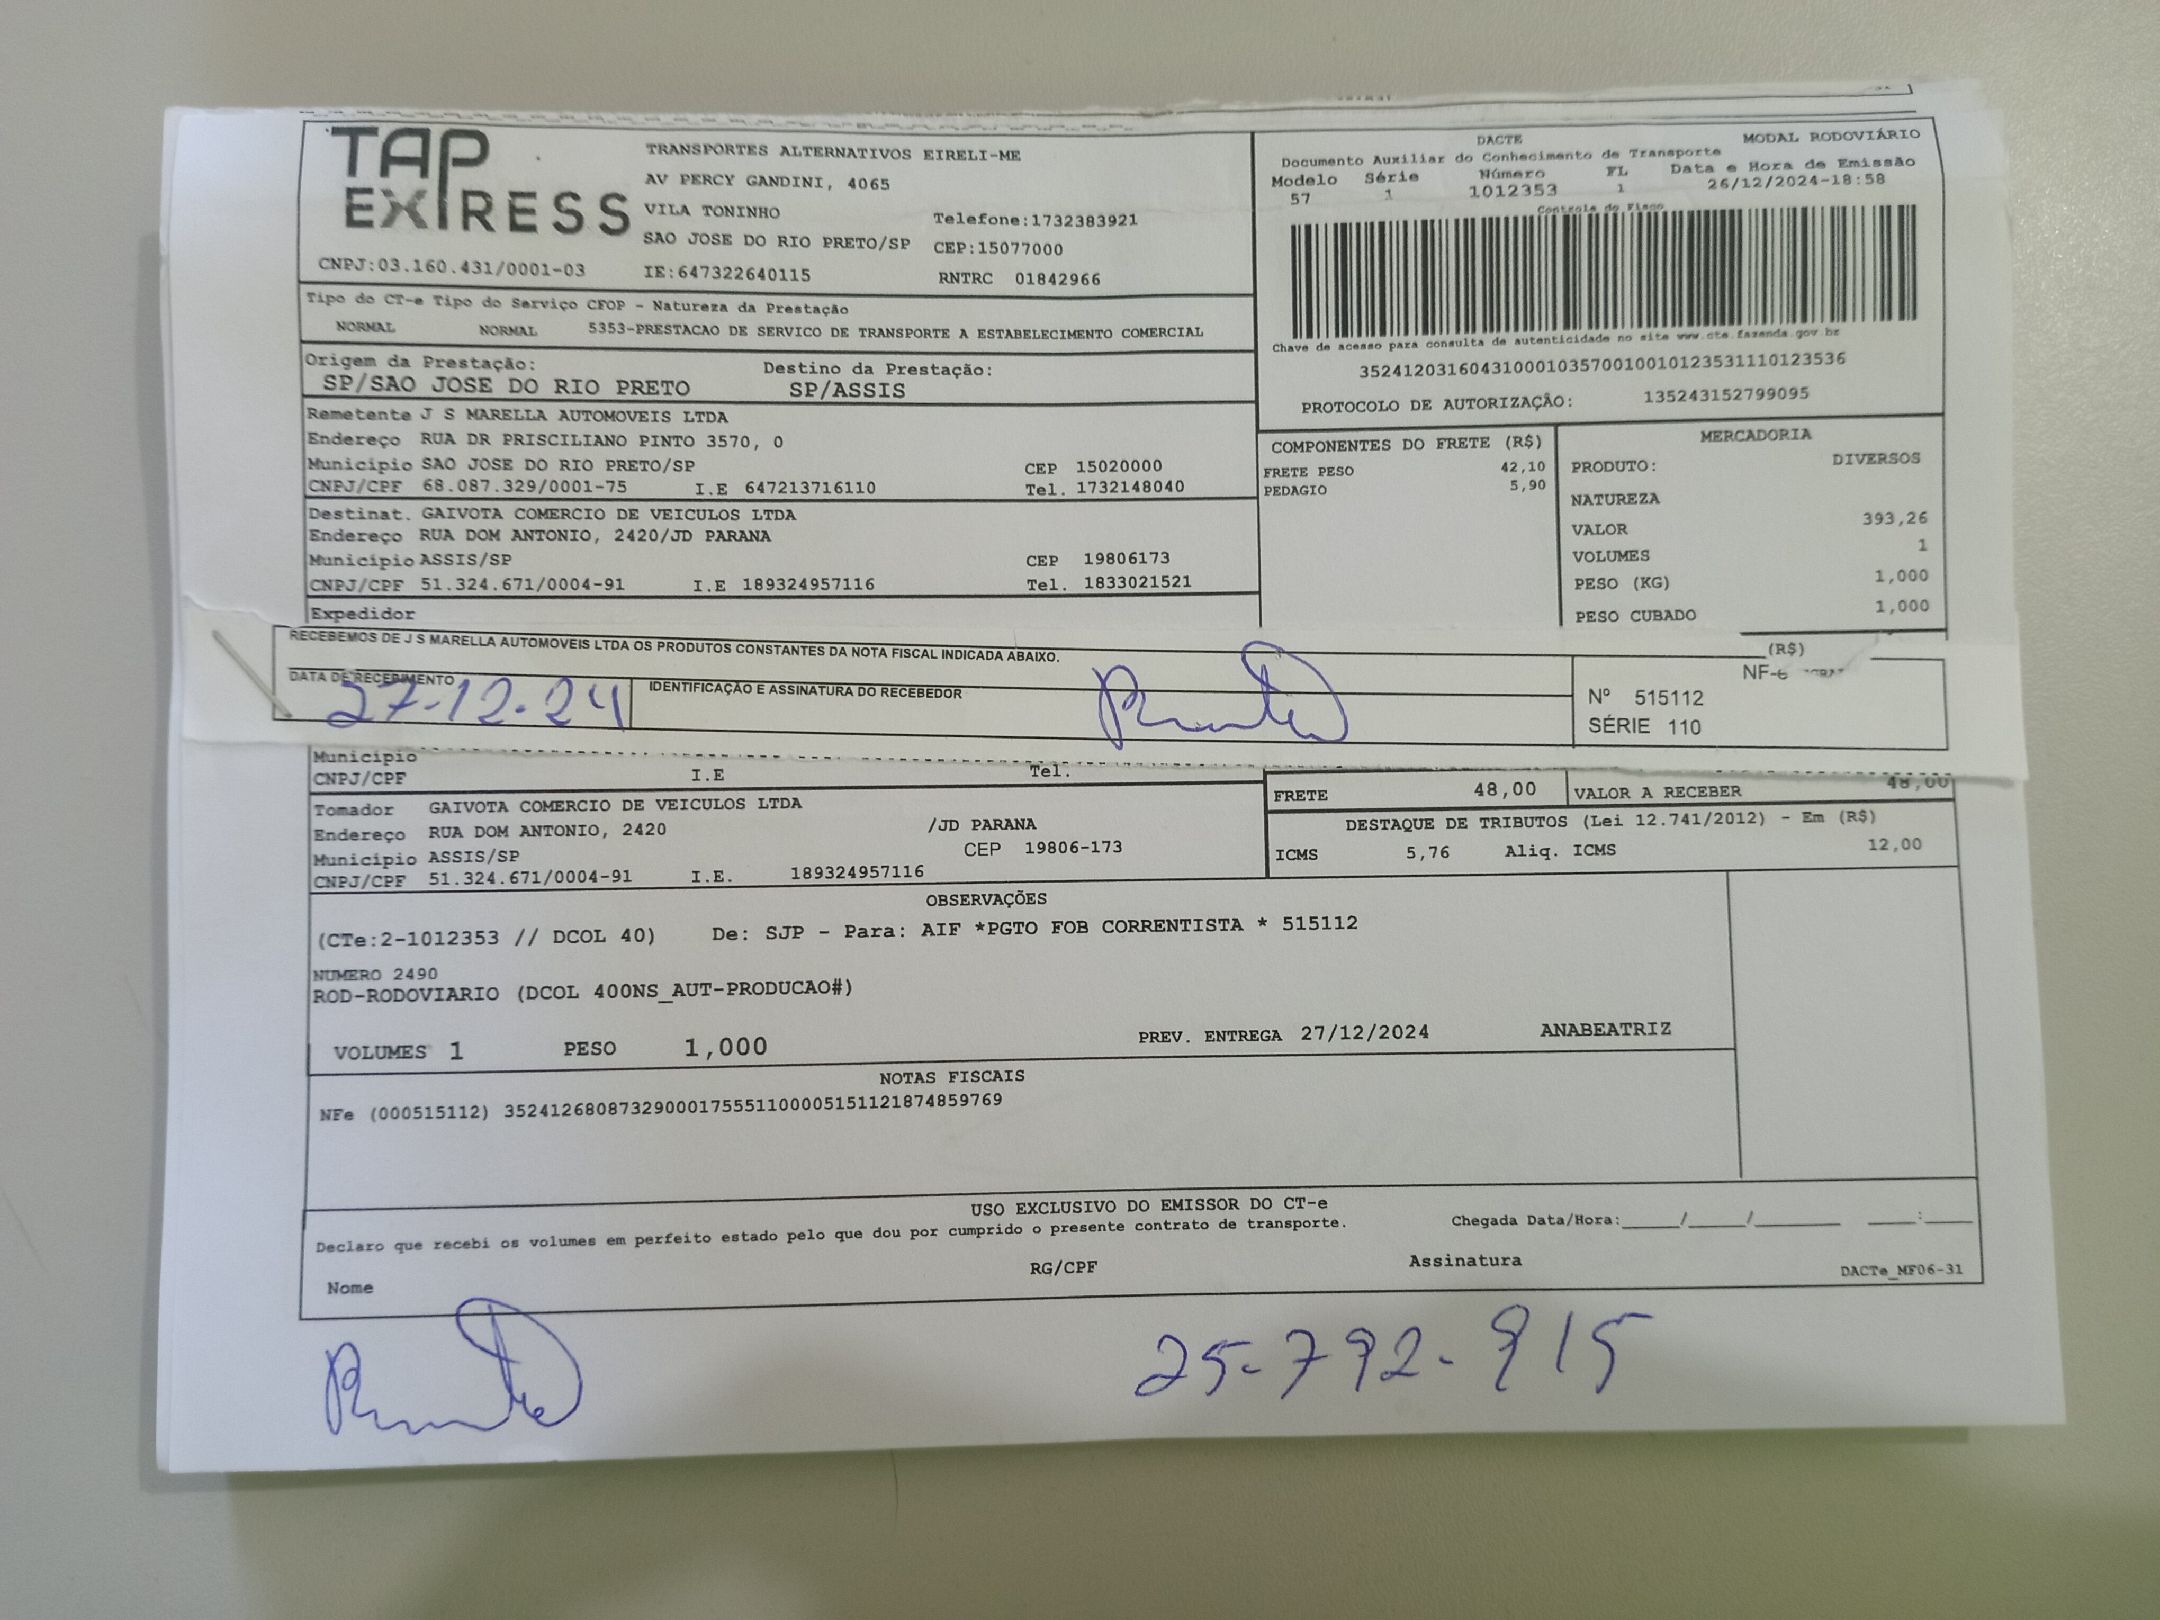 TAP EXPRESS
TRANSPORTES ALTERNATIVOS EIRELI-ME
AV PERCY GANDINI, 4065
VILA TONINHO Telefone:1732383921
SAO JOSE DO RIO PRETO/SP CEP:15077000
CNPJ:03.160.431/0001-03 IE:647322640115 RNTRC 01842966
DACTE MODAL RODOVIÁRIO
Documento Auxiliar do Conhecimento de Transporte
Modelo Série Número FL Data e Hora de Emissão
57 1 1012353 1 26/12/2024-18:58
Controle do Fisco
Chave de acesso para consulta de autenticidade no site www.cte.fazenda.gov.br
35241203160431000103570010010123531110123536
PROTOCOLO DE AUTORIZAÇÃO: 135243152799095
Tipo do CT-e Tipo do Serviço CFOP - Natureza da Prestação
NORMAL NORMAL 5353-PRESTACAO DE SERVICO DE TRANSPORTE A ESTABELECIMENTO COMERCIAL
Origem da Prestação: Destino da Prestação:
SP/SAO JOSE DO RIO PRETO SP/ASSIS
Remetente J S MARELLA AUTOMOVEIS LTDA
Endereço RUA DR PRISCILIANO PINTO 3570, 0
Município SAO JOSE DO RIO PRETO/SP CEP 15020000
CNPJ/CPF 68.087.329/0001-75 I.E 647213716110 Tel. 1732148040
Destinat. GAIVOTA COMERCIO DE VEICULOS LTDA
Endereço RUA DOM ANTONIO, 2420/JD PARANA
Município ASSIS/SP CEP 19806173
CNPJ/CPF 51.324.671/0004-91 I.E 189324957116 Tel. 1833021521
Expedidor
COMPONENTES DO FRETE (R$)
FRETE PESO 42,10
PEDAGIO 5,90
MERCADORIA
PRODUTO: DIVERSOS
NATUREZA
VALOR 393,26
VOLUMES 1
PESO (KG) 1,000
PESO CUBADO 1,000
(R$)
RECEBEMOS DE J S MARELLA AUTOMOVEIS LTDA OS PRODUTOS CONSTANTES DA NOTA FISCAL INDICADA ABAIXO.
DATA DE RECEBIMENTO IDENTIFICAÇÃO E ASSINATURA DO RECEBEDOR
27-12-24
NF-e
Nº 515112
SÉRIE 110
Município
CNPJ/CPF I.E Tel.
Tomador GAIVOTA COMERCIO DE VEICULOS LTDA
Endereço RUA DOM ANTONIO, 2420 /JD PARANA
Município ASSIS/SP CEP 19806-173
CNPJ/CPF 51.324.671/0004-91 I.E. 189324957116
FRETE 48,00 VALOR A RECEBER 48,00
DESTAQUE DE TRIBUTOS (Lei 12.741/2012) - Em (R$)
ICMS 5,76 Aliq. ICMS 12,00
OBSERVAÇÕES
(CTe:2-1012353 // DCOL 40) De: SJP - Para: AIF *PGTO FOB CORRENTISTA * 515112
NUMERO 2490
ROD-RODOVIARIO (DCOL 400NS_AUT-PRODUCAO#)
VOLUMES 1 PESO 1,000 PREV. ENTREGA 27/12/2024 ANABEATRIZ
NOTAS FISCAIS
NFe (000515112) 35241268087329000175551100005151121874859769
USO EXCLUSIVO DO EMISSOR DO CT-e
Declaro que recebi os volumes em perfeito estado pelo que dou por cumprido o presente contrato de transporte. Chegada Data/Hora:_____/_____/_______ ____:____
Nome RG/CPF Assinatura DACTe_MF06-31
25-792-915